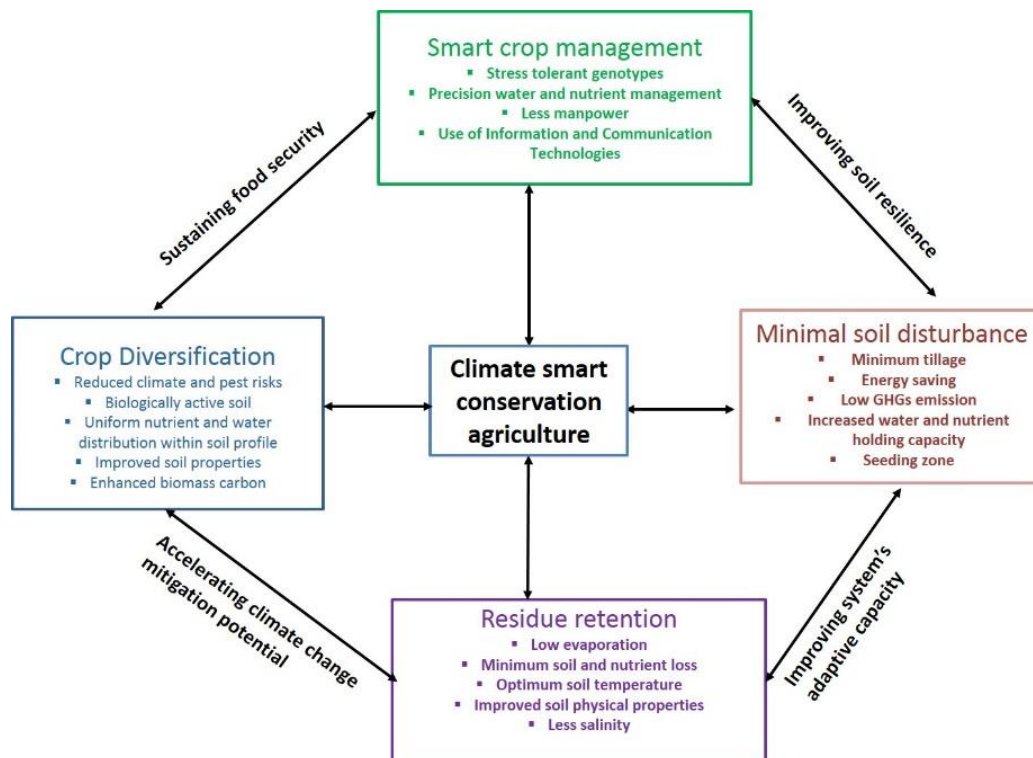 Smart crop management
▪ Stress tolerant genotypes
▪ Precision water and nutrient management
▪ Less manpower
▪ Use of Information and Communication
Technologies
Sustaining food security
Improving soil resilience
Crop Diversification
▪ Reduced climate and pest risks
▪ Biologically active soil
▪ Uniform nutrient and water
distribution within soil profile
▪ Improved soil properties
▪ Enhanced biomass carbon
Climate smart
conservation
agriculture
Minimal soil disturbance
▪ Minimum tillage
▪ Energy saving
▪ Low GHGs emission
▪ Increased water and nutrient
holding capacity
▪ Seeding zone
Accelerating climate change
mitigation potential
Improving system’s
adaptive capacity
Residue retention
▪ Low evaporation
▪ Minimum soil and nutrient loss
▪ Optimum soil temperature
▪ Improved soil physical properties
▪ Less salinity